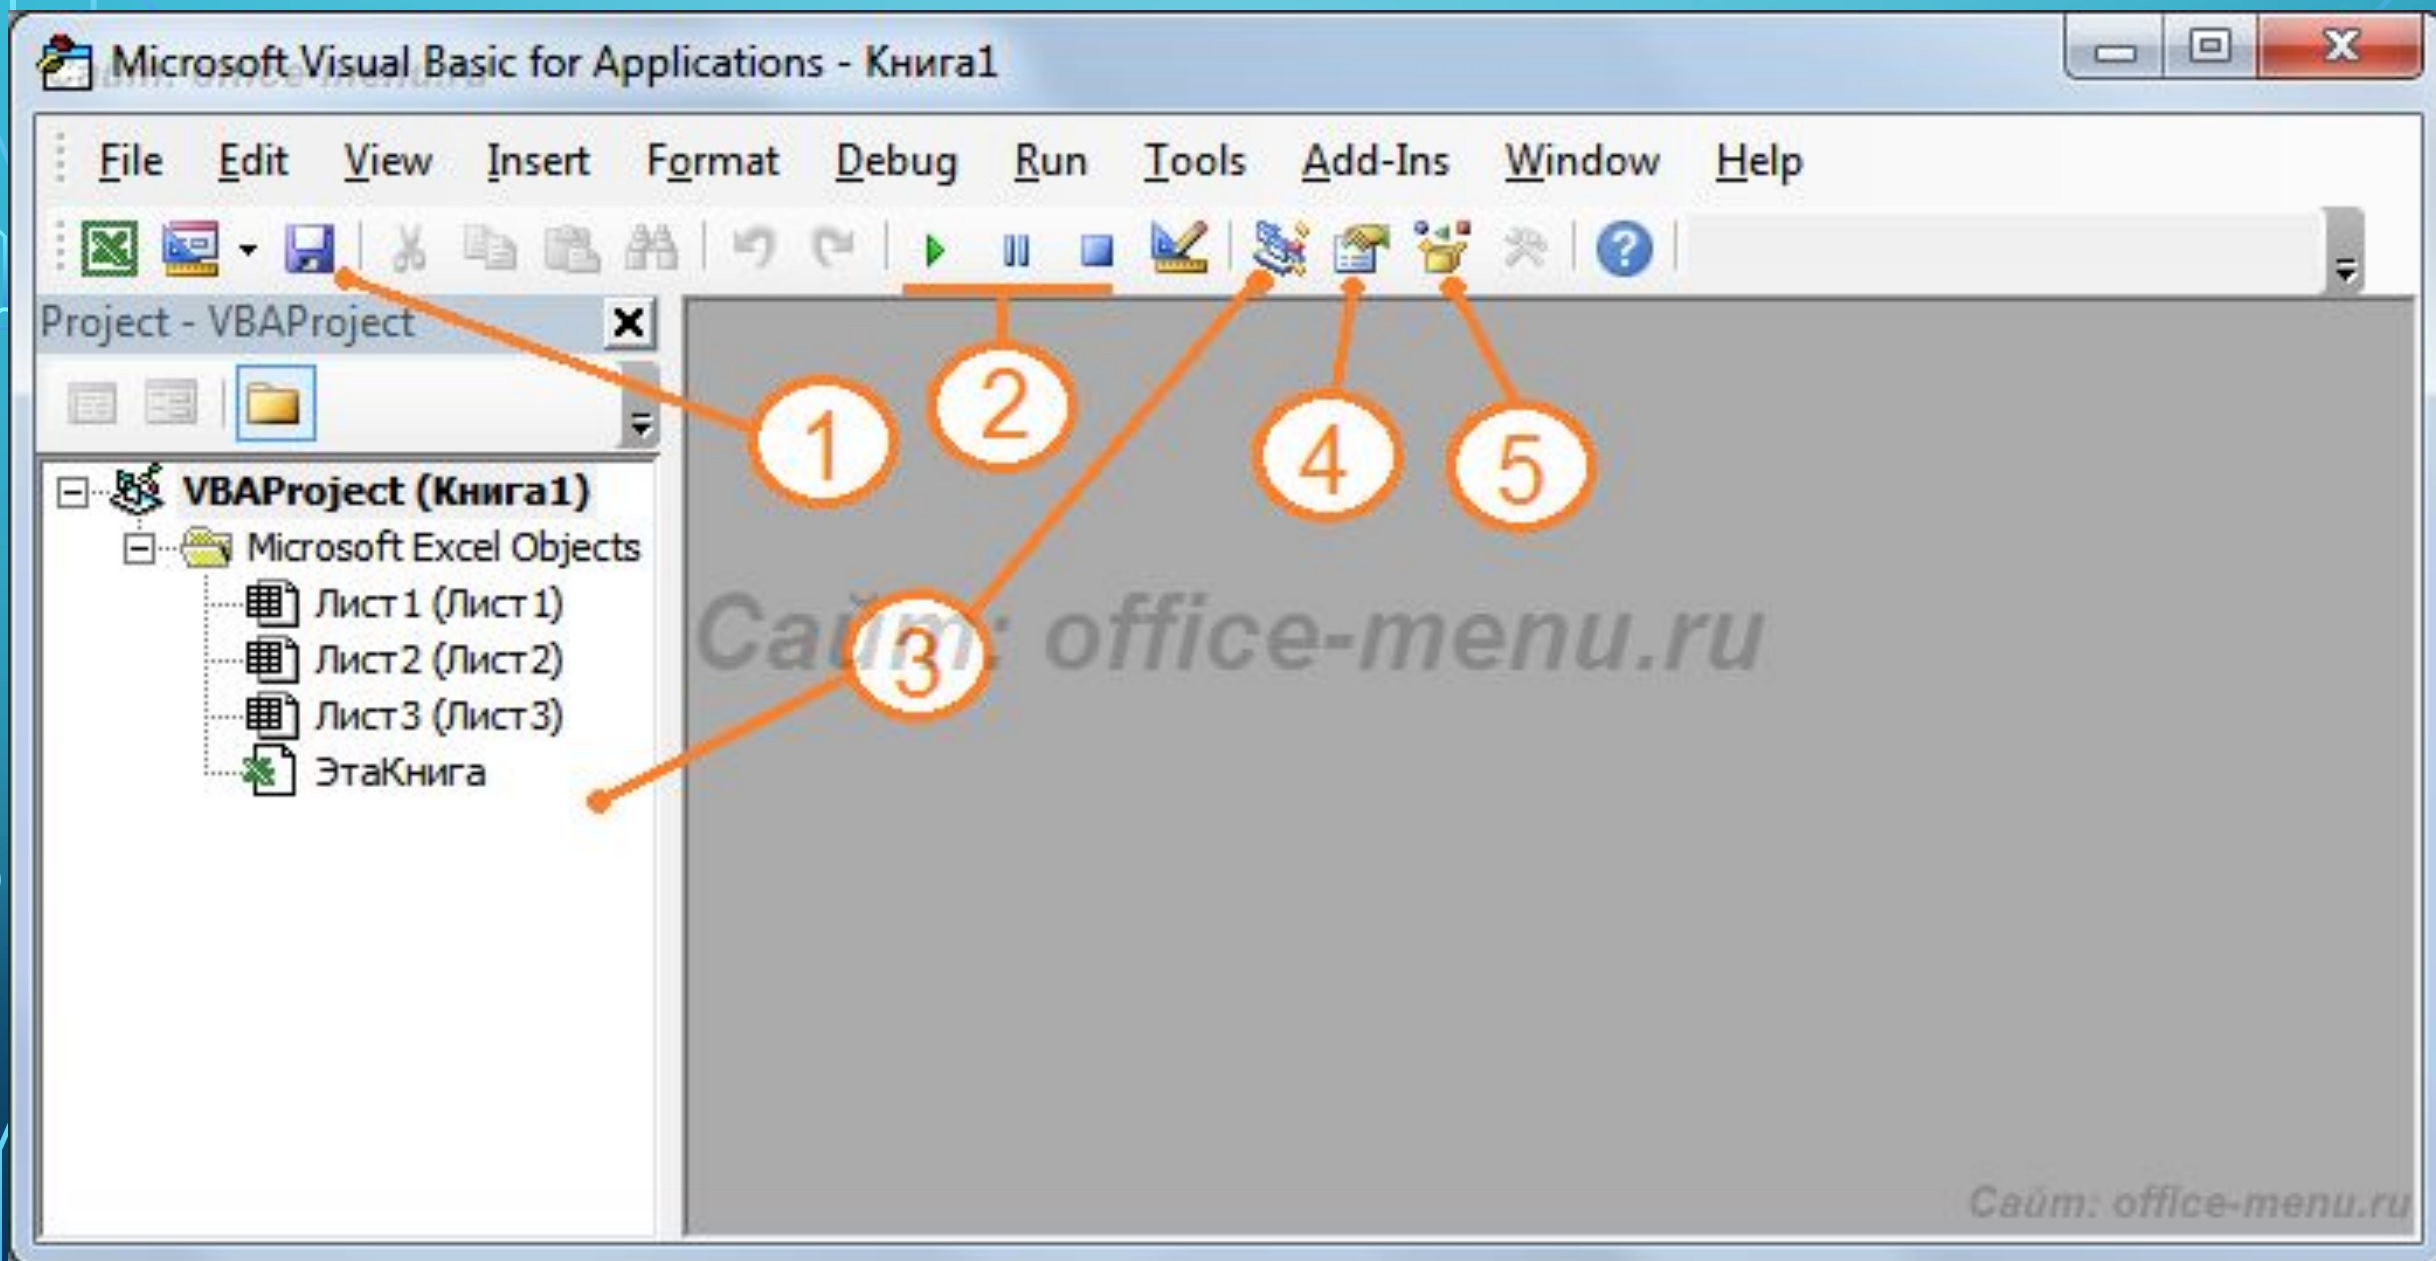 Microsoft Visual Basic for Applications - Книга1
File Edit View Insert Format Debug Run Tools Add-Ins Window Help
Project - VBAProject
VBAProject (Книга1)
Microsoft Excel Objects
Лист1 (Лист1)
Лист2 (Лист2)
Лист3 (Лист3)
ЭтаКнига
1
2
3
4
5
Сайт: office-menu.ru
Сайт: office-menu.ru